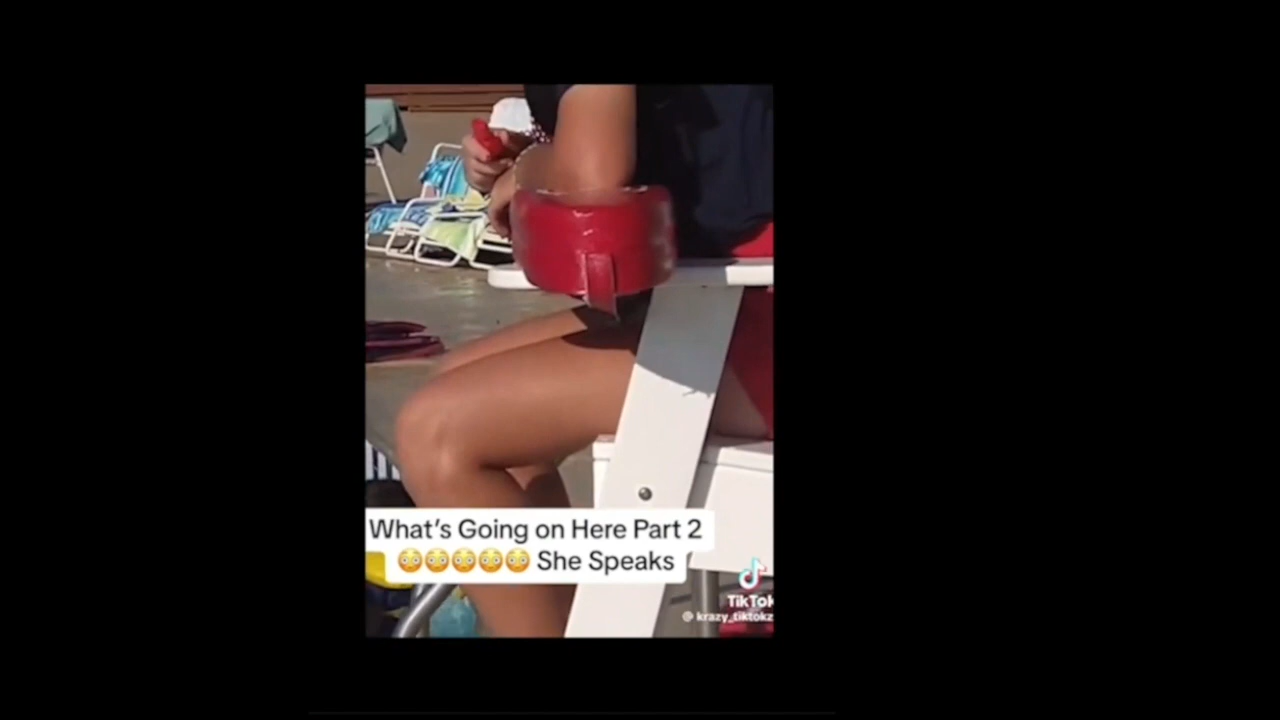 What's Going on Here Part 2
😳😳😳😳😳 She Speaks
TikTok
@ krazy_tiktokz